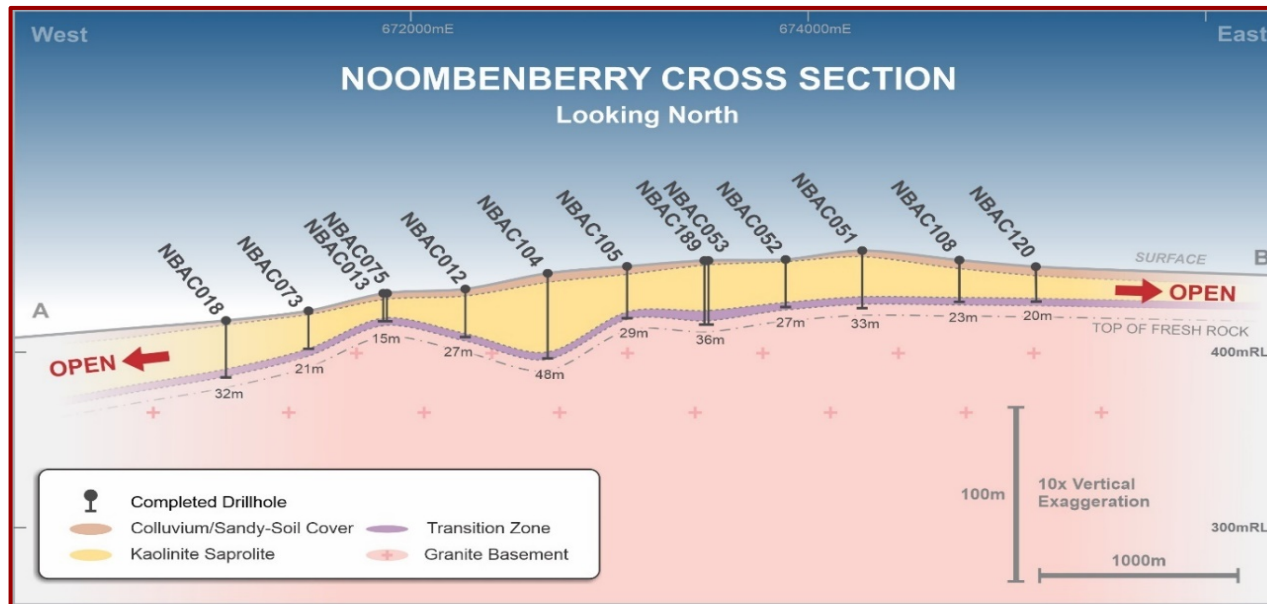 672000mE
674000mE
West
East
NOOMBENBERRY CROSS SECTION
Looking North
NBAC018
NBAC073
NBAC013
NBAC075
NBAC012
NBAC104
NBAC105
NBAC189
NBAC053
NBAC052
NBAC051
NBAC108
NBAC120
SURFACE
A
B
OPEN
OPEN
32m
21m
15m
27m
48m
29m
36m
27m
33m
23m
20m
TOP OF FRESH ROCK
400mRL
300mRL
100m
10x Vertical
Exaggeration
1000m
Completed Drillhole
Colluvium/Sandy-Soil Cover
Transition Zone
Kaolinite Saprolite
Granite Basement